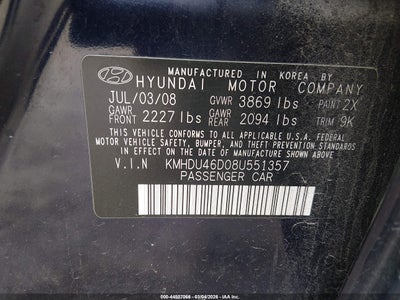 MANUFACTURED IN KOREA BY
HYUNDAI MOTOR COMPANY
JUL/03/08 GVWR 3869 lbs PAINT 2X
GAWR FRONT 2227 lbs GAWR REAR 2094 lbs TRIM 9K
THIS VEHICLE CONFORMS TO ALL APPLICABLE U.S.A. FEDERAL
MOTOR VEHICLE SAFETY, BUMPER, AND THEFT PREVENTION
STANDARDS IN EFFECT ON THE DATE OF MANUFACTURE
SHOWN ABOVE.
V.I.N KMHDU46D08U551357
PASSENGER CAR
000-44507066 - 03/04/2026 - IAA